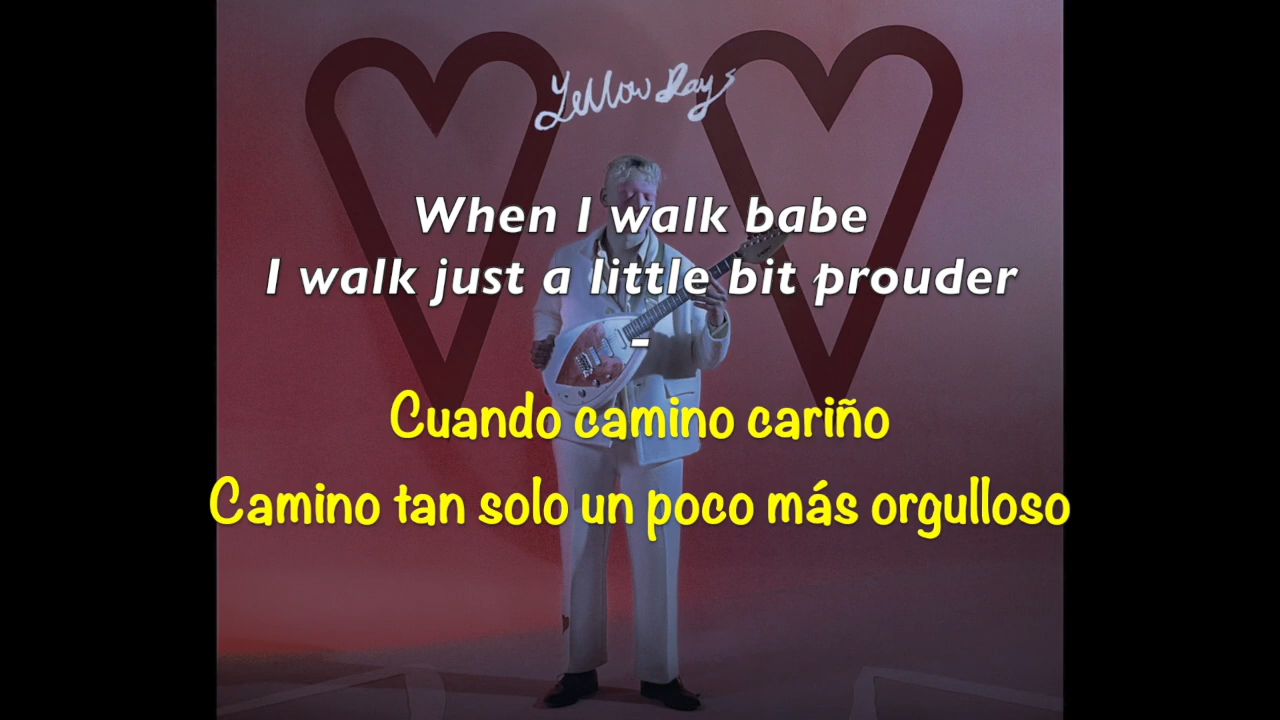 Yellow Days
When I walk babe
I walk just a little bit prouder
-
Cuando camino cariño
Camino tan solo un poco más orgulloso